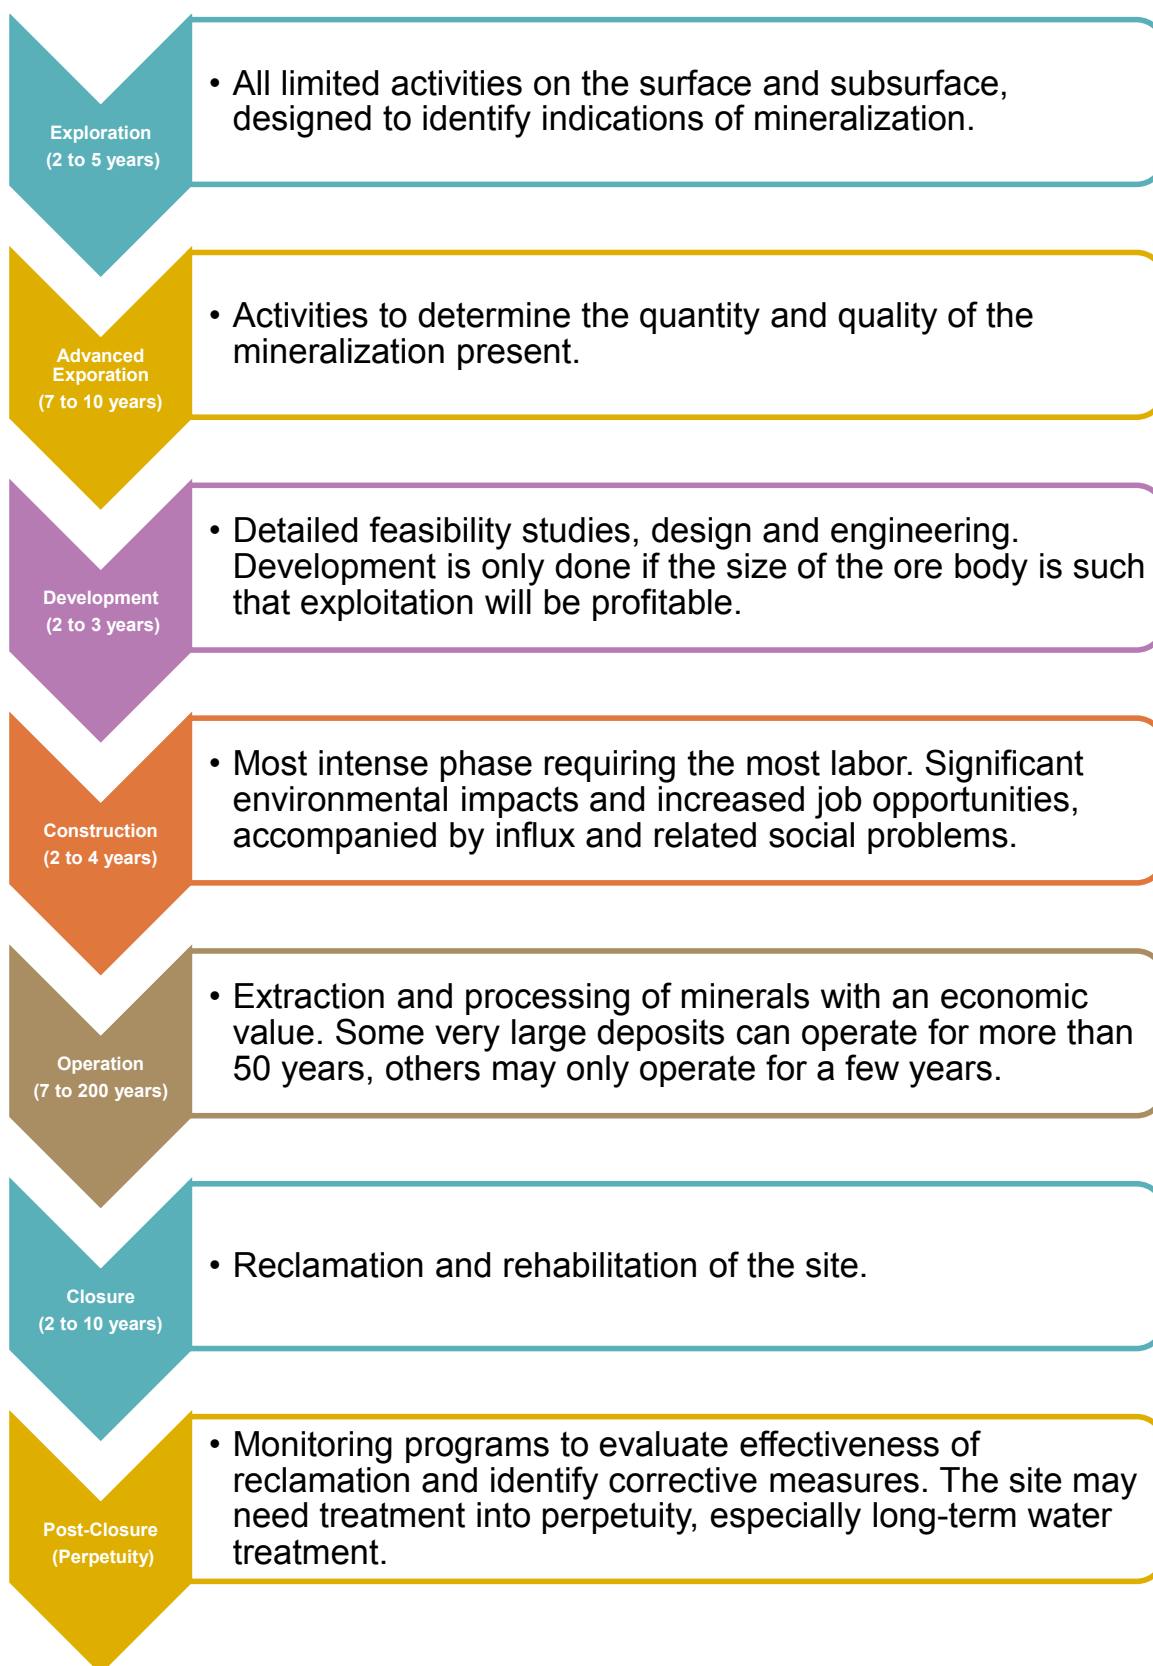 Exploration
(2 to 5 years)
• All limited activities on the surface and subsurface,
designed to identify indications of mineralization.
Advanced
Exporation
(7 to 10 years)
• Activities to determine the quantity and quality of the
mineralization present.
Development
(2 to 3 years)
• Detailed feasibility studies, design and engineering.
Development is only done if the size of the ore body is such
that exploitation will be profitable.
Construction
(2 to 4 years)
• Most intense phase requiring the most labor. Significant
environmental impacts and increased job opportunities,
accompanied by influx and related social problems.
Operation
(7 to 200 years)
• Extraction and processing of minerals with an economic
value. Some very large deposits can operate for more than
50 years, others may only operate for a few years.
Closure
(2 to 10 years)
• Reclamation and rehabilitation of the site.
Post-Closure
(Perpetuity)
• Monitoring programs to evaluate effectiveness of
reclamation and identify corrective measures. The site may
need treatment into perpetuity, especially long-term water
treatment.